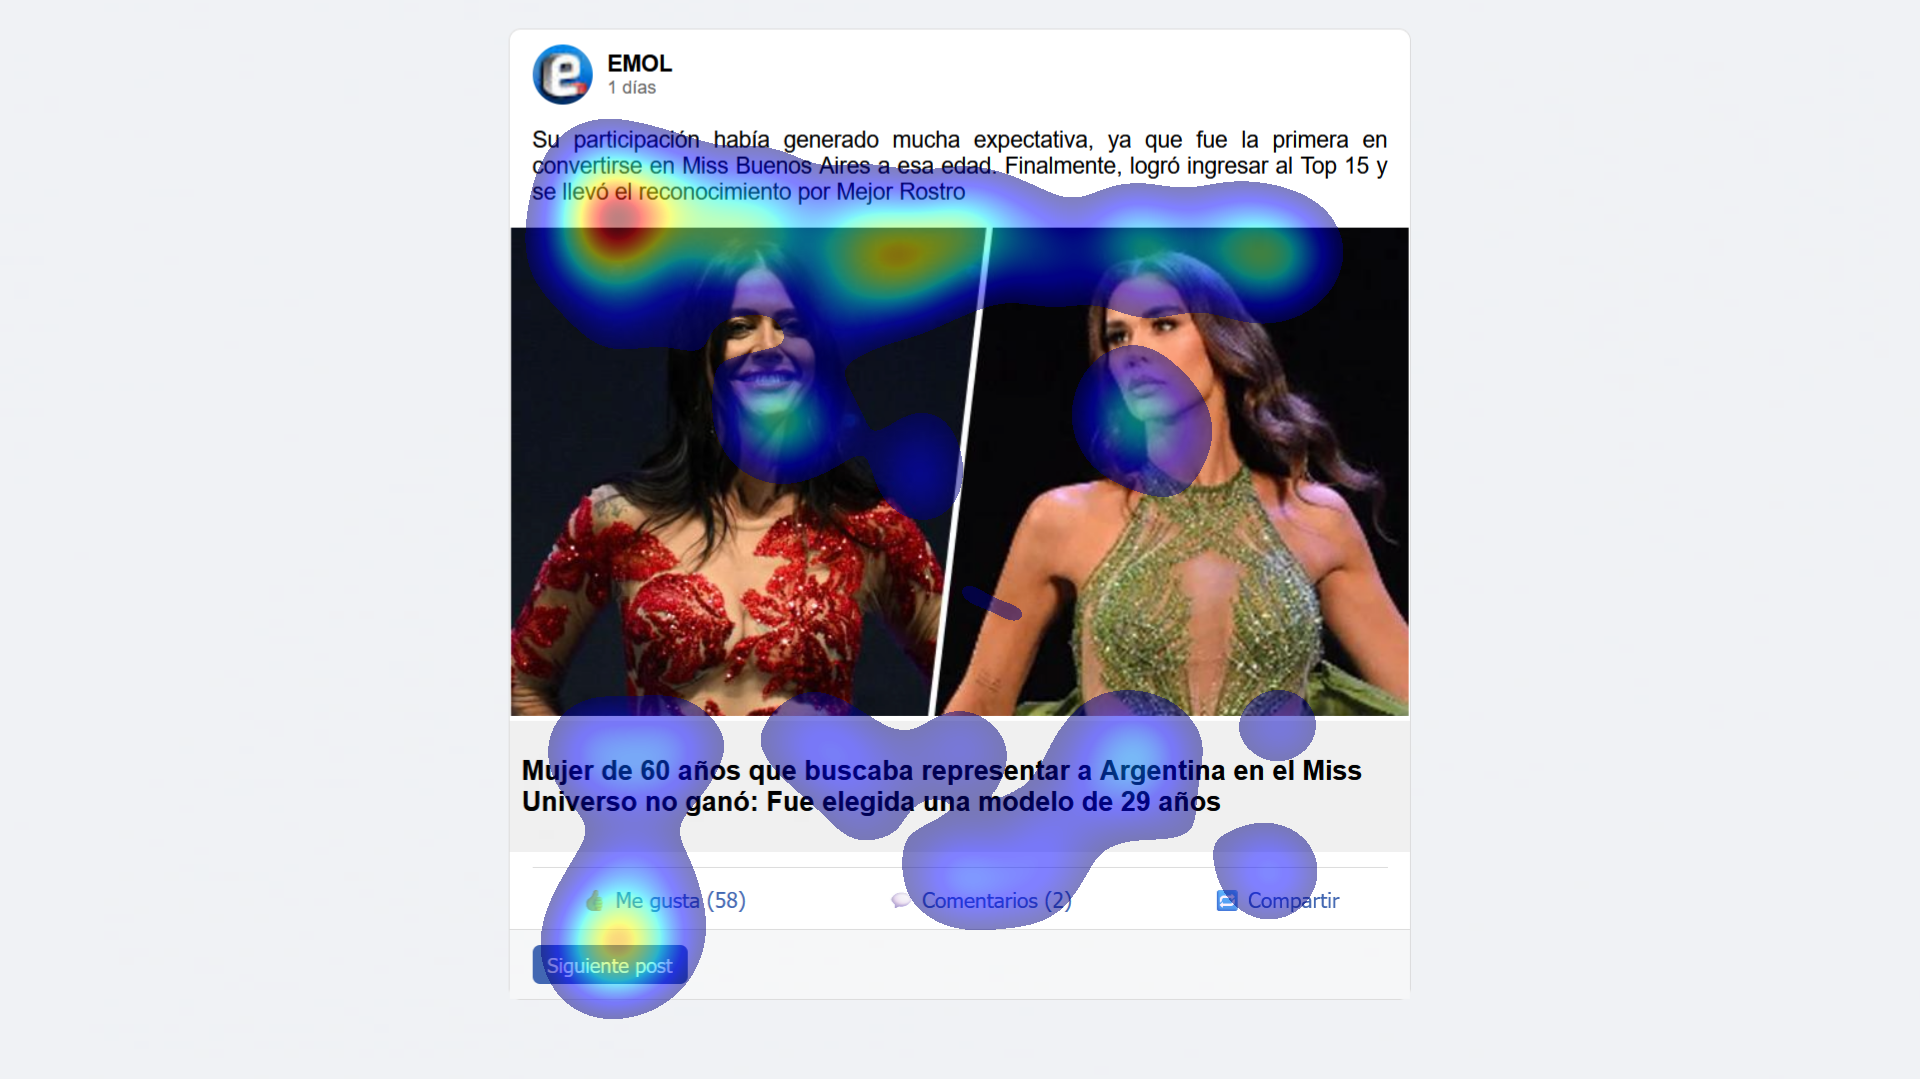 e
EMOL
1 días
Su participación había generado mucha expectativa, ya que fue la primera en
convertirse en Miss Buenos Aires a esa edad. Finalmente, logró ingresar al Top 15 y
se llevó el reconocimiento por Mejor Rostro
Mujer de 60 años que buscaba representar a Argentina en el Miss
Universo no ganó: Fue elegida una modelo de 29 años
Me gusta (58)
Comentarios (2)
Compartir
Siguiente post